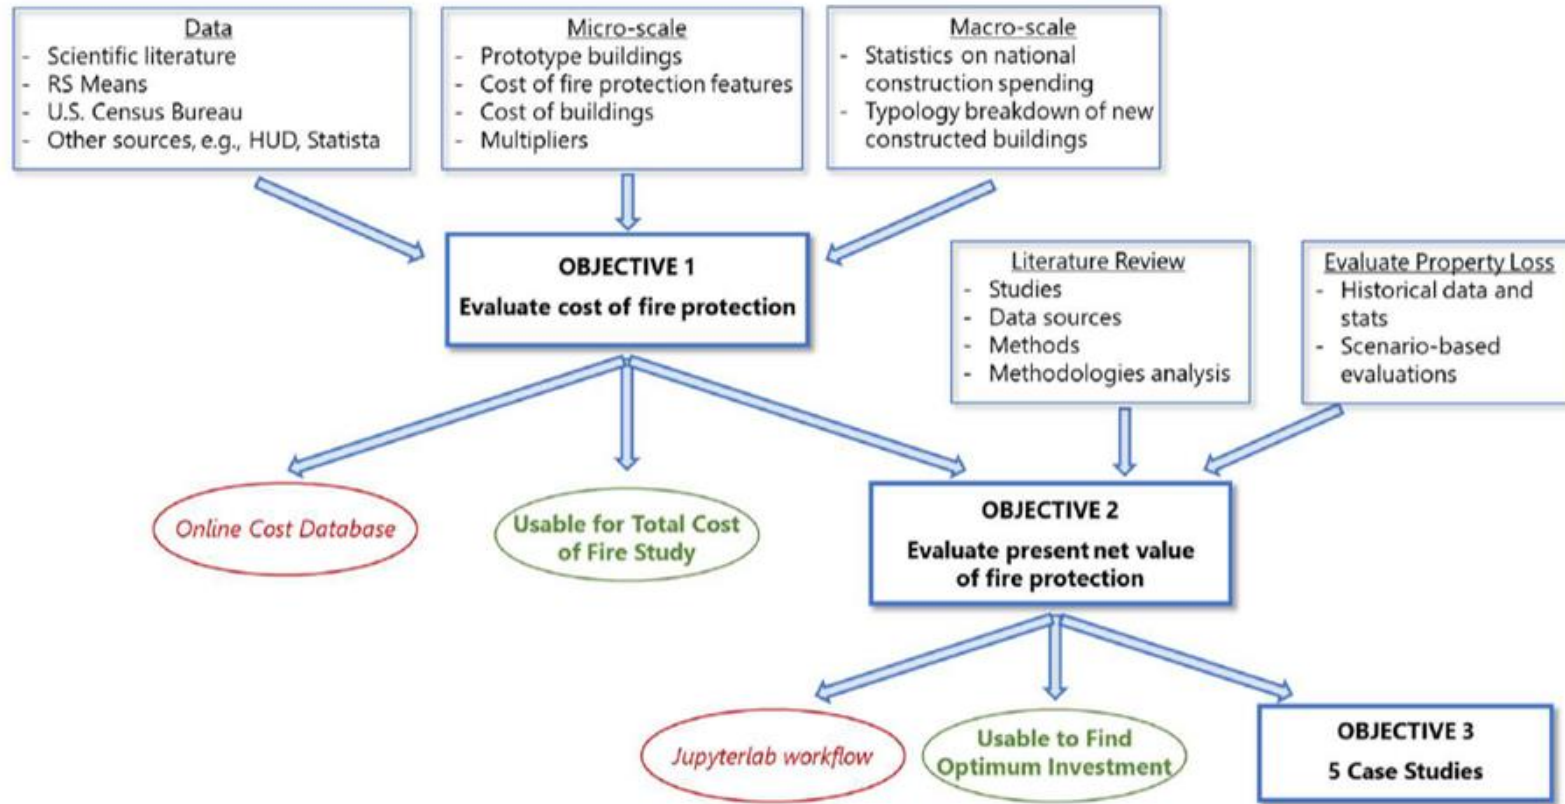 Data
- Scientific literature
- RS Means
- U.S. Census Bureau
- Other sources, e.g., HUD, Statista
Micro-scale
- Prototype buildings
- Cost of fire protection features
- Cost of buildings
- Multipliers
Macro-scale
- Statistics on national
construction spending
- Typology breakdown of new
constructed buildings
OBJECTIVE 1
Evaluate cost of fire protection
Literature Review
- Studies
- Data sources
- Methods
- Methodologies analysis
Evaluate Property Loss
- Historical data and
stats
- Scenario-based
evaluations
Online Cost Database
Usable for Total Cost
of Fire Study
OBJECTIVE 2
Evaluate present net value
of fire protection
Jupyterlab workflow
Usable to Find
Optimum Investment
OBJECTIVE 3
5 Case Studies